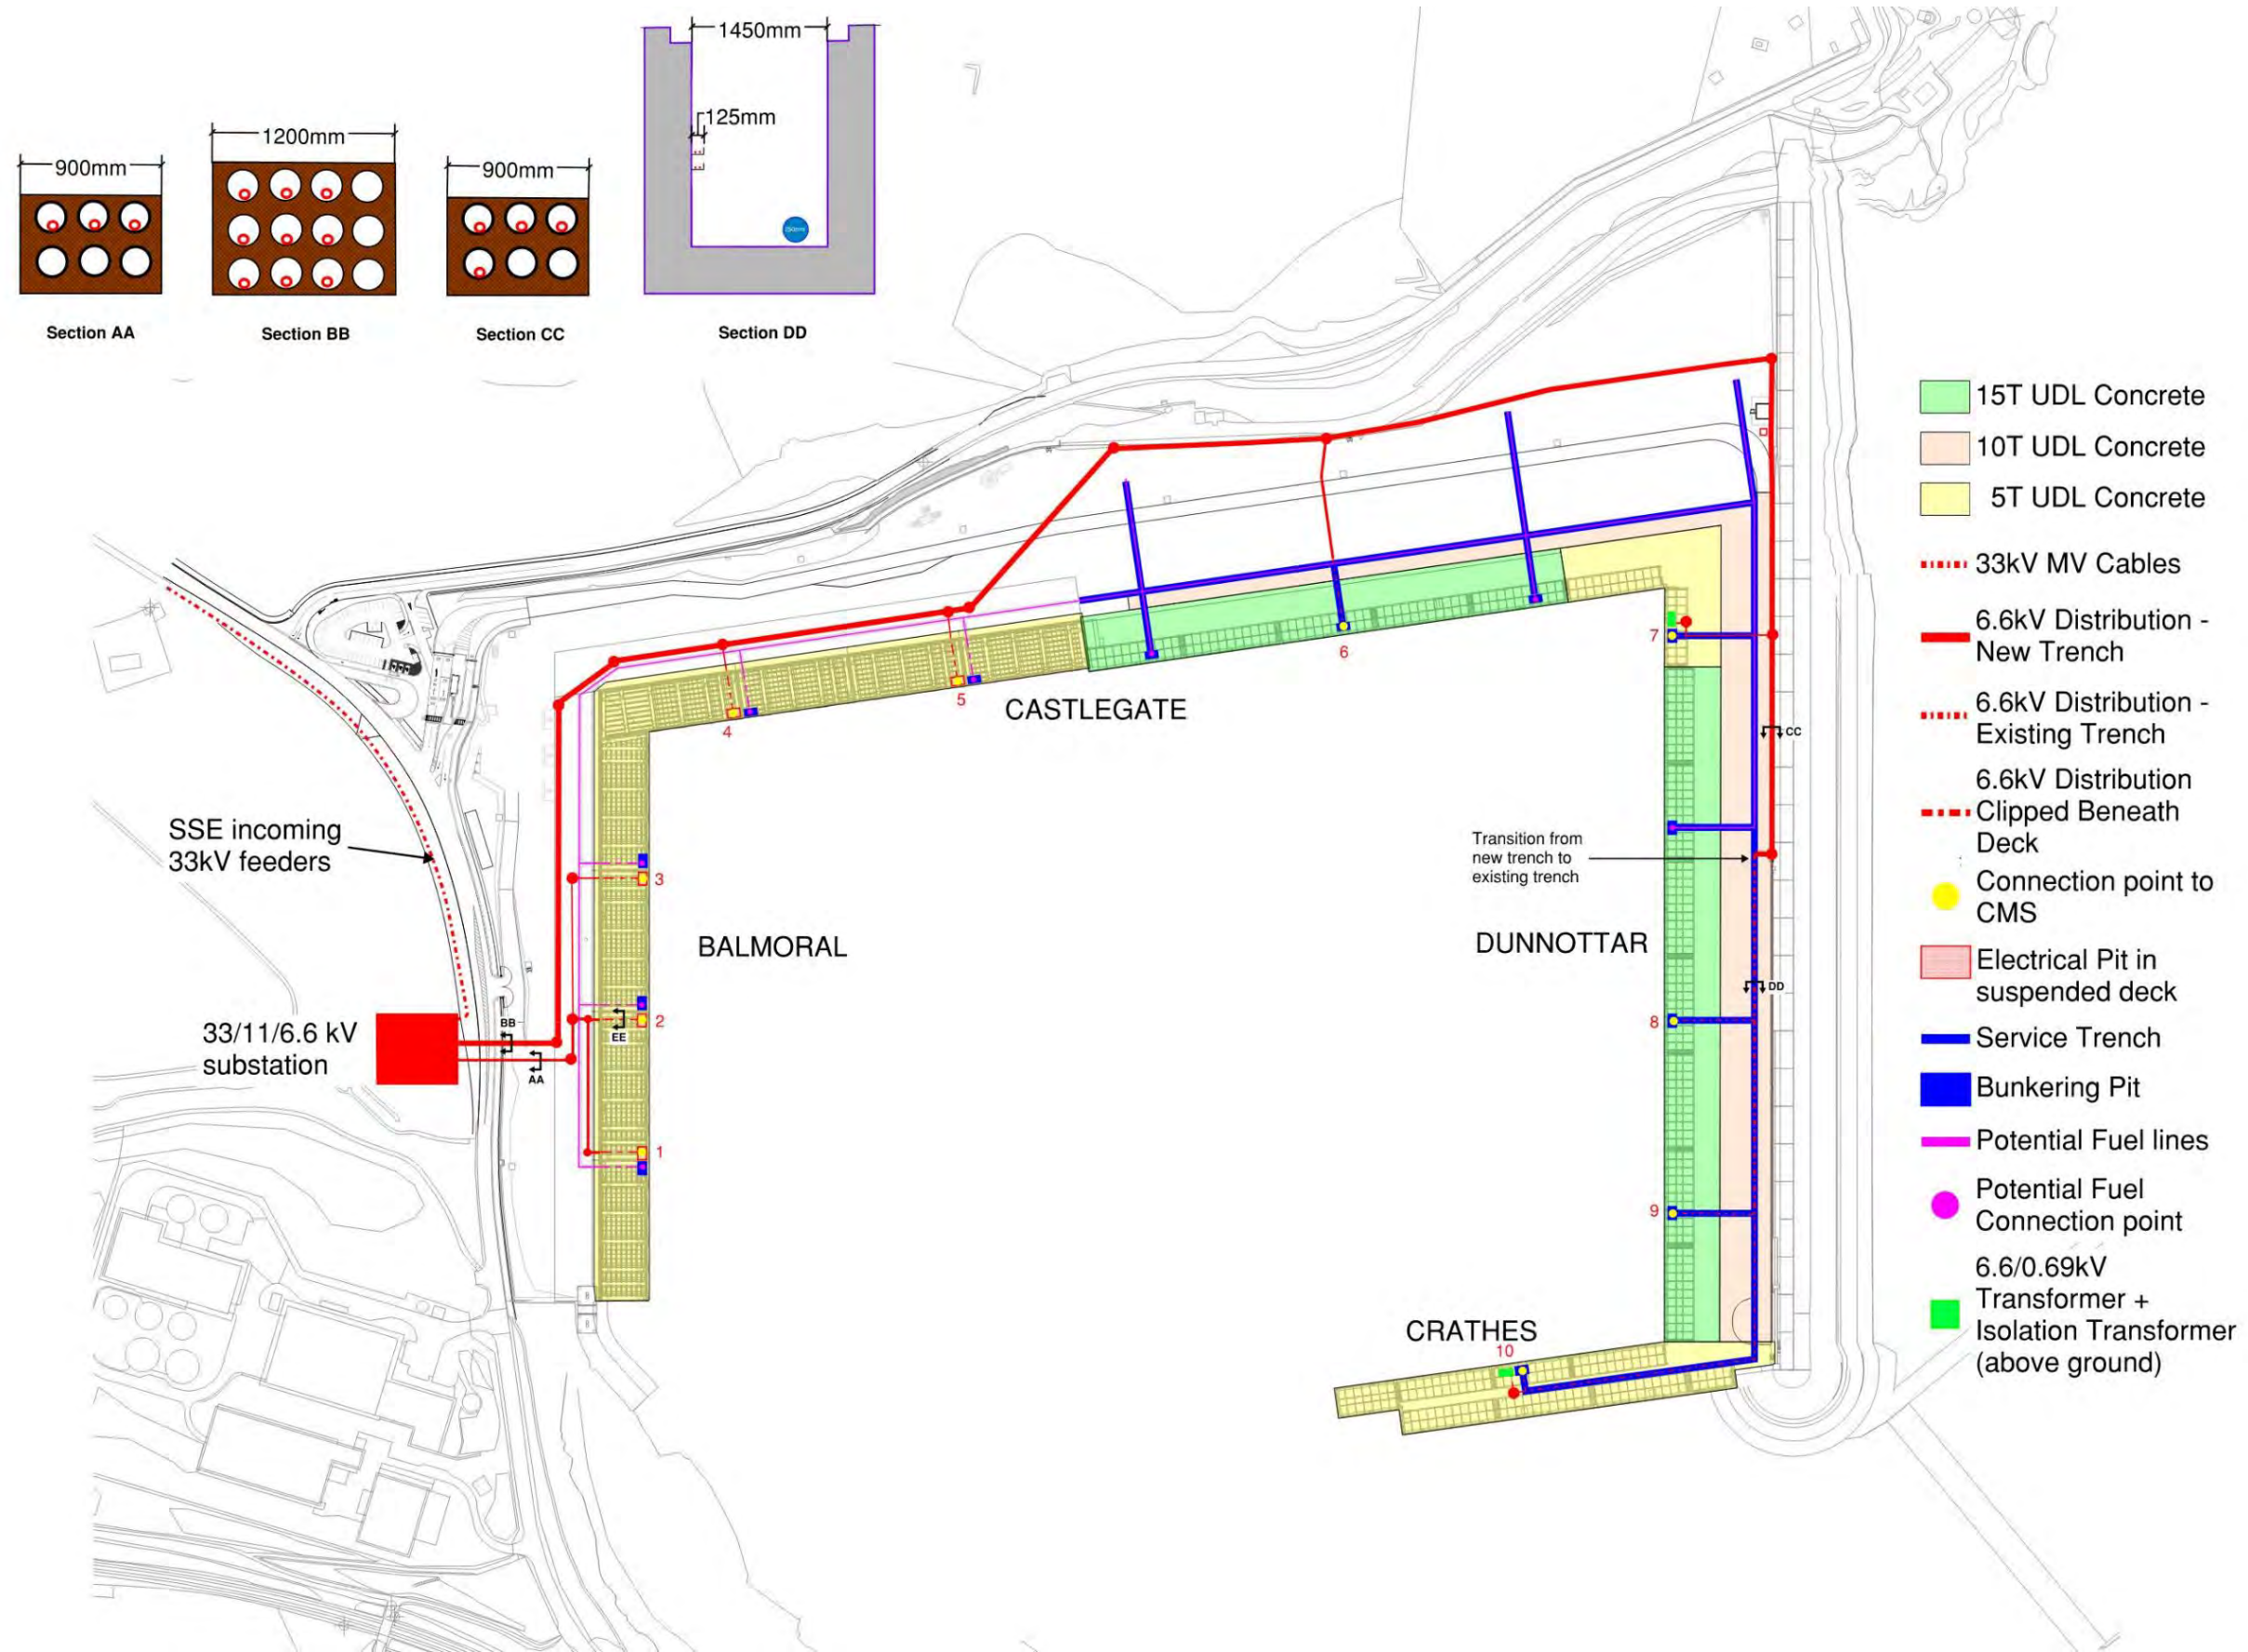 1450mm
125mm
1200mm
900mm
900mm
Section AA
Section BB
Section CC
Section DD
15T UDL Concrete
10T UDL Concrete
5T UDL Concrete
33kV MV Cables
6.6kV Distribution -
New Trench
6.6kV Distribution -
Existing Trench
6.6kV Distribution
Clipped Beneath
Deck
Connection point to
CMS
Electrical Pit in
suspended deck
Service Trench
Bunkering Pit
Potential Fuel lines
Potential Fuel
Connection point
6.6/0.69kV
Transformer +
Isolation Transformer
(above ground)
SSE incoming
33kV feeders
33/11/6.6 kV
substation
BB
AA
EE
1
2
3
BALMORAL
4
5
CASTLEGATE
6
7
CC
Transition from
new trench to
existing trench
DUNNOTTAR
DD
8
9
CRATHES
10